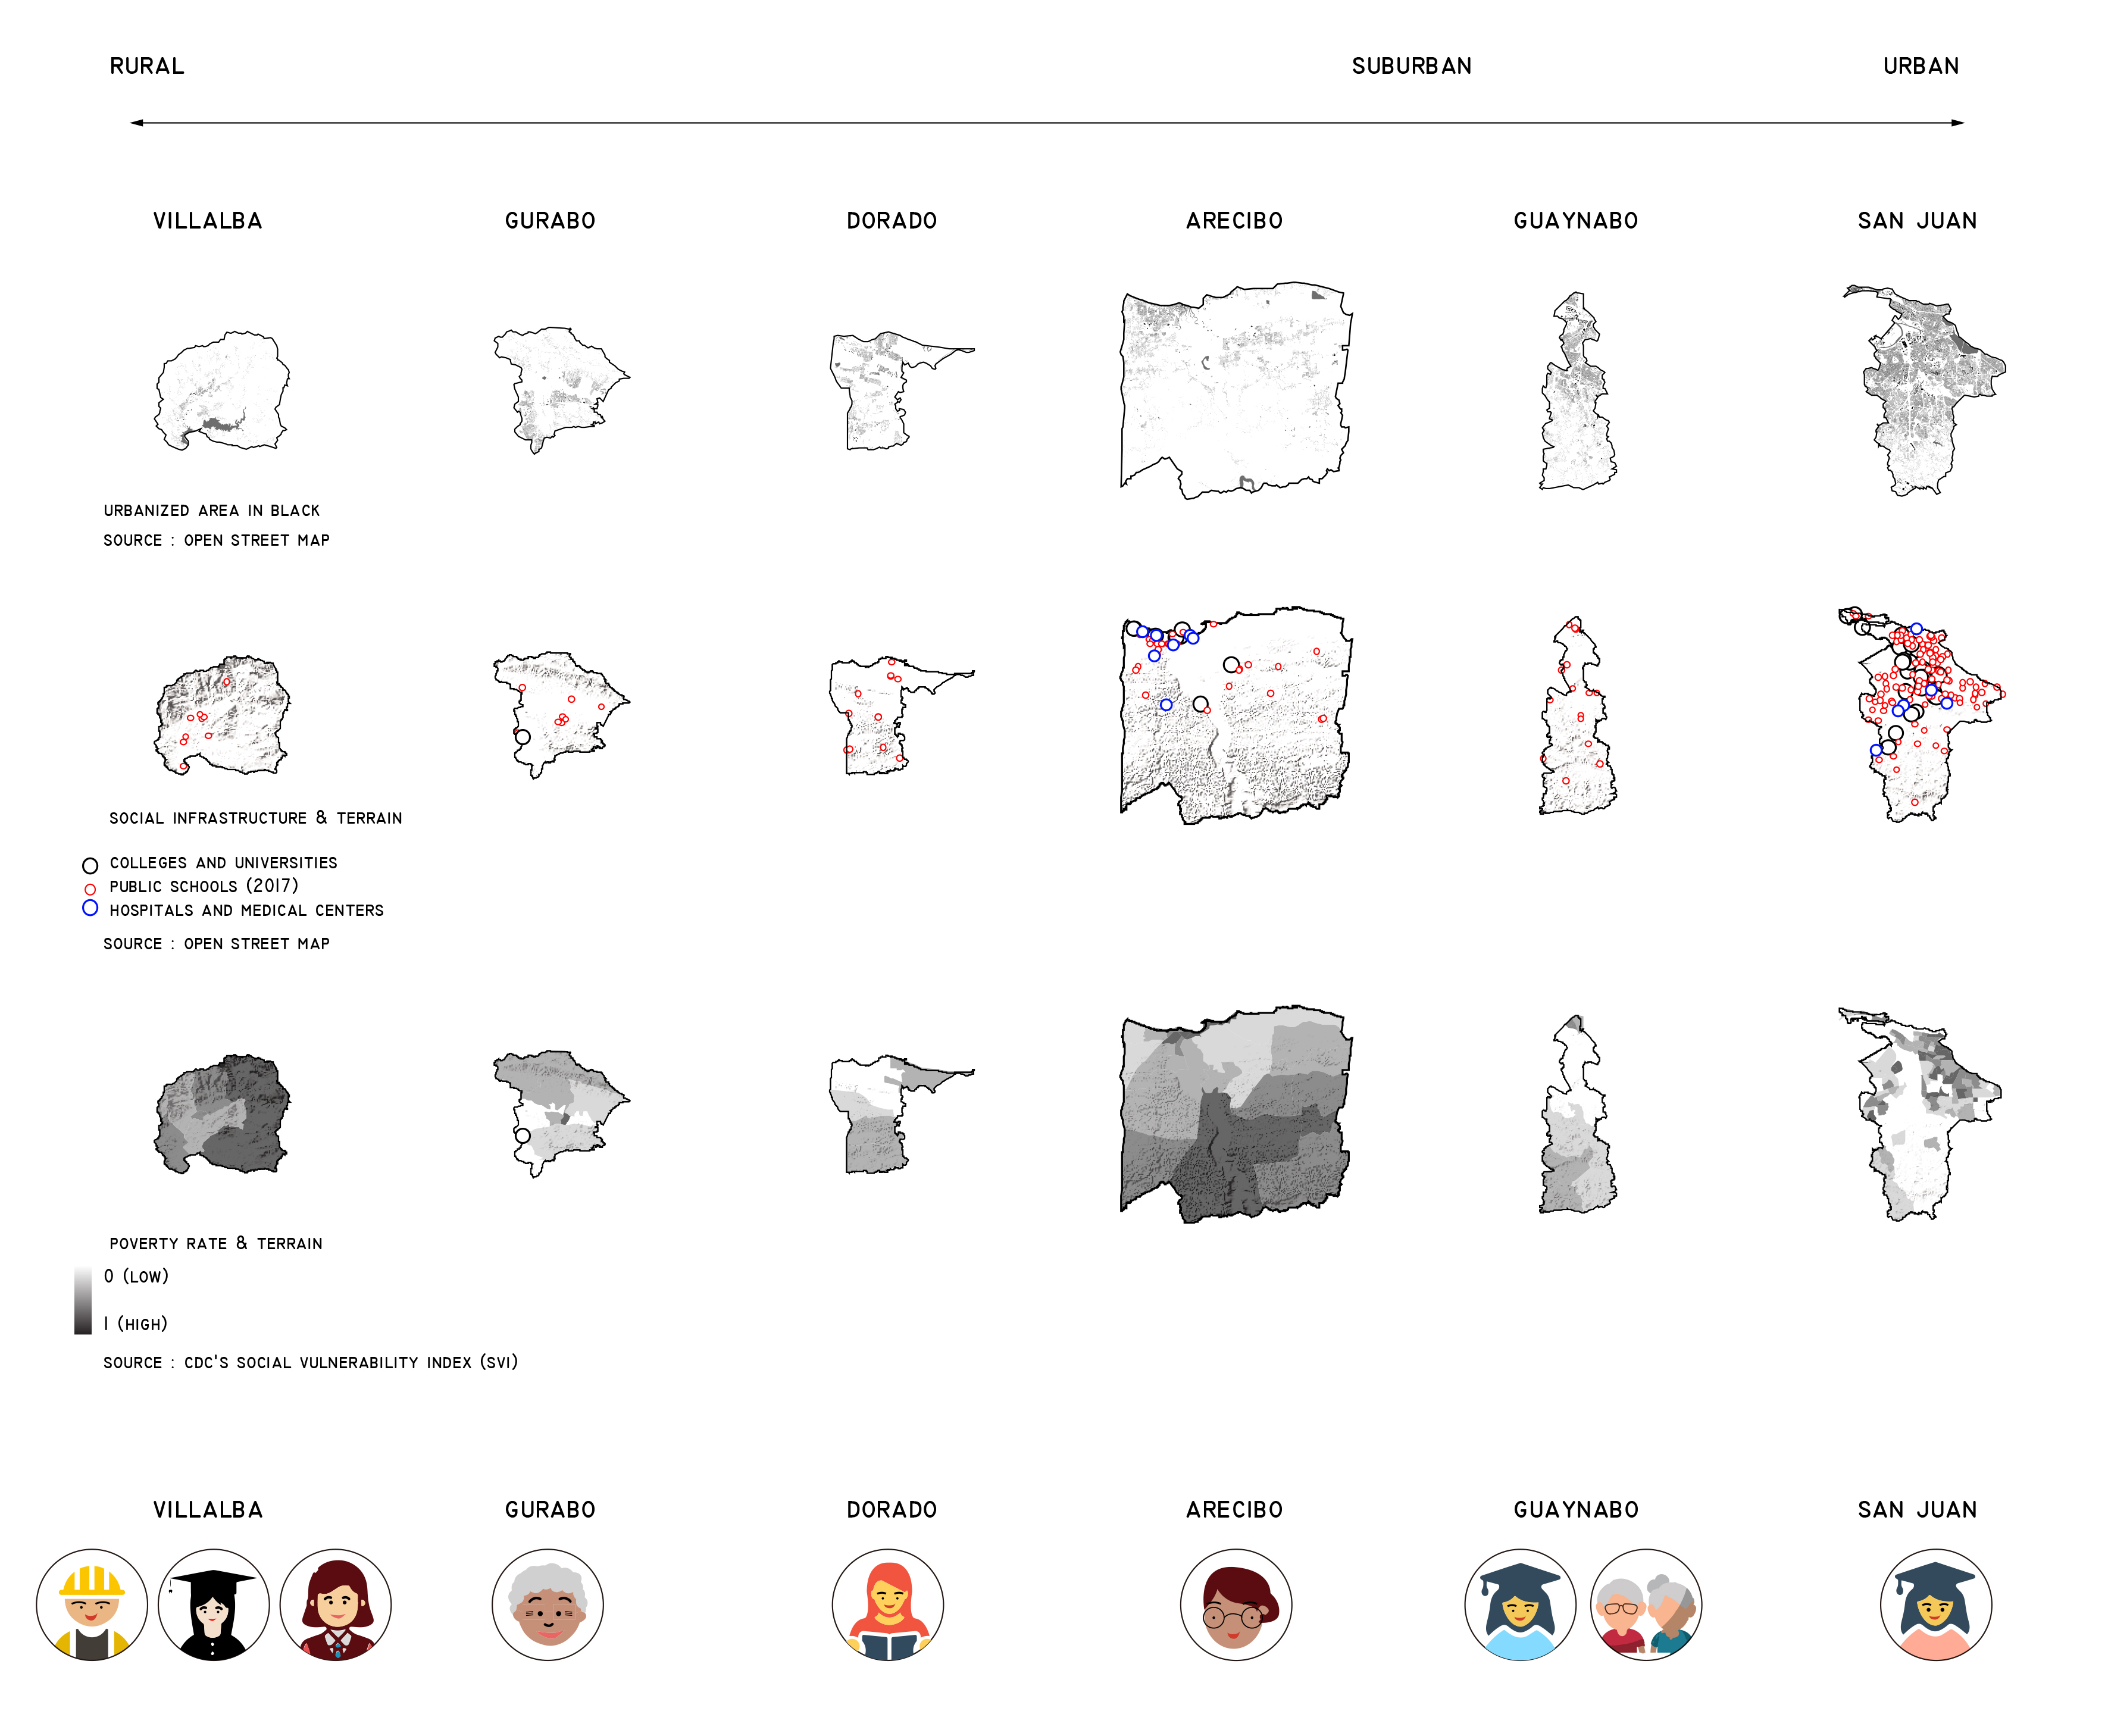 RURAL
SUBURBAN
URBAN
VILLALBA
GURABO
DORADO
ARECIBO
GUAYNABO
SAN JUAN
URBANIZED AREA IN BLACK
SOURCE : OPEN STREET MAP
SOCIAL INFRASTRUCTURE & TERRAIN
COLLEGES AND UNIVERSITIES
PUBLIC SCHOOLS (2017)
HOSPITALS AND MEDICAL CENTERS
SOURCE : OPEN STREET MAP
POVERTY RATE & TERRAIN
0 (LOW)
1 (HIGH)
SOURCE : CDC'S SOCIAL VULNERABILITY INDEX (SVI)
VILLALBA
GURABO
DORADO
ARECIBO
GUAYNABO
SAN JUAN